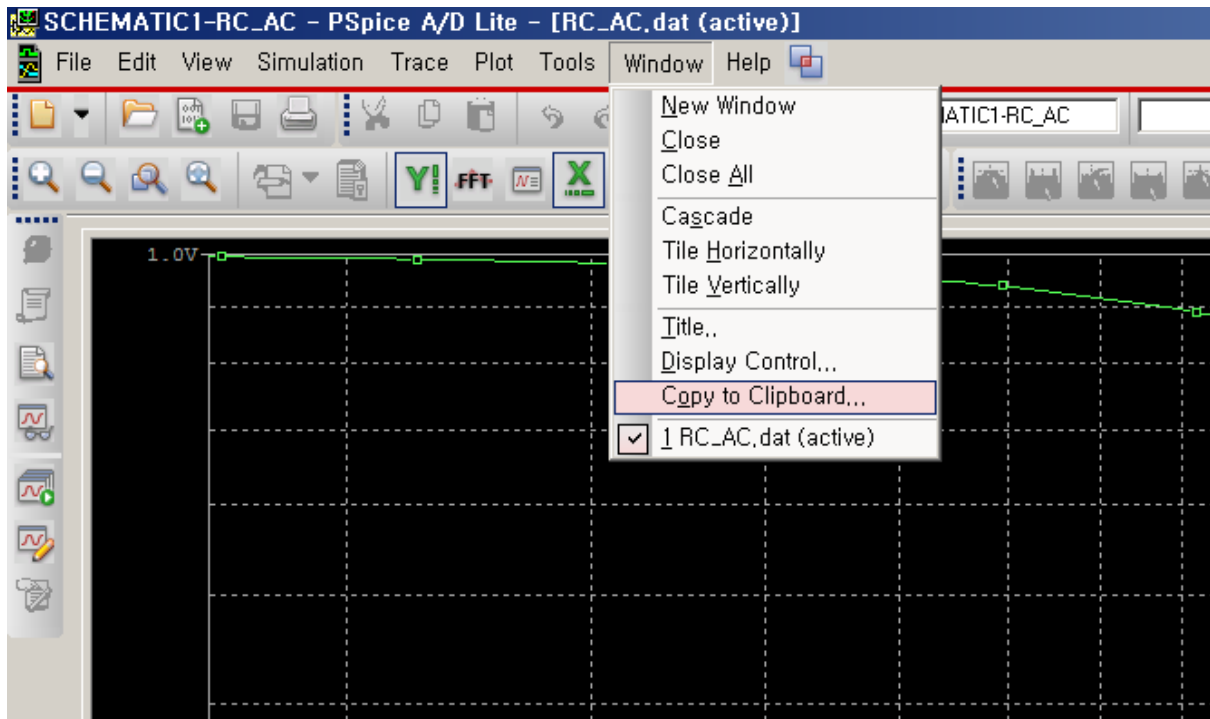 SCHEMATIC1-RC_AC - PSpice A/D Lite - [RC_AC.dat (active)]
File Edit View Simulation Trace Plot Tools Window Help
New Window
Close
Close All
Cascade
Tile Horizontally
Tile Vertically
Title..
Display Control...
Copy to Clipboard...
1 RC_AC.dat (active)
MATIC1-RC_AC
Y! FFT
1.0V